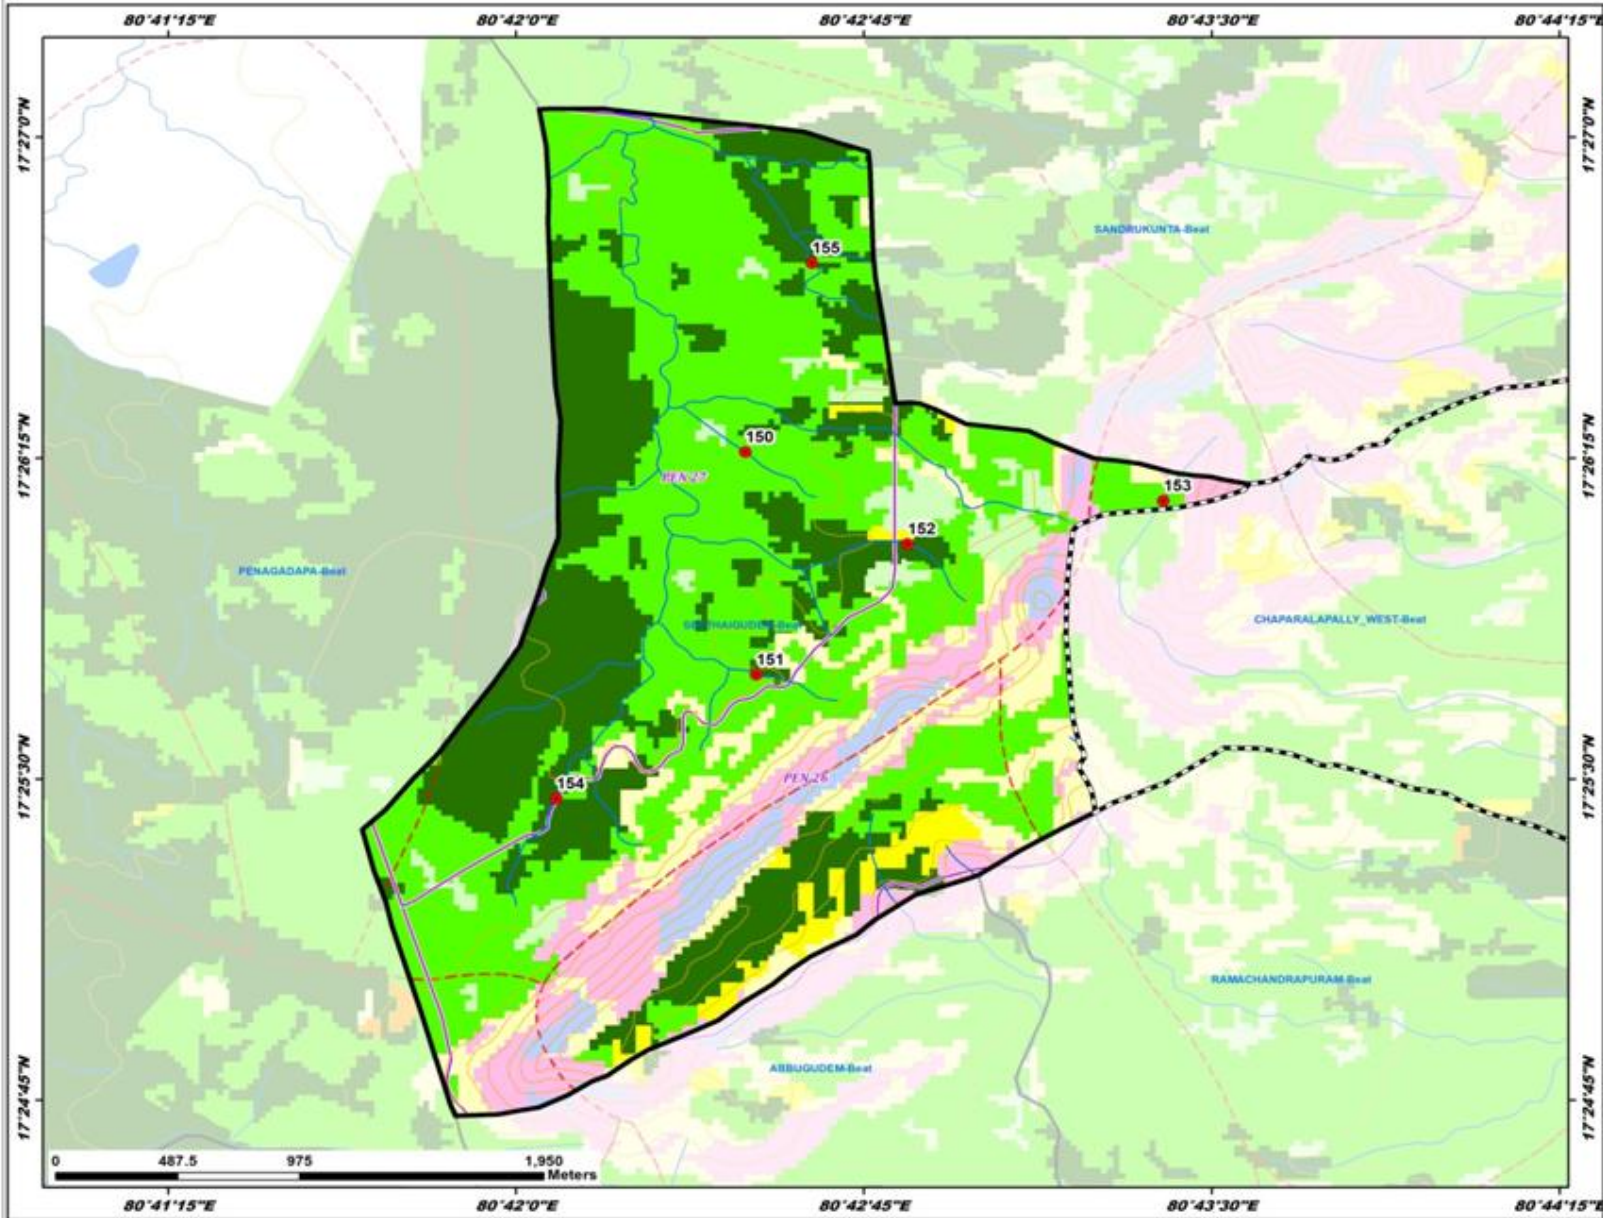 80°41'15"E 80°42'0"E 80°42'45"E 80°43'30"E 80°44'15"E
17°27'0"N 17°27'0"N
SANDRUKUNTA-Beat
155
150
17°26'15"N 17°26'15"N
PEN 27
153
152
PENAGADAPA-Beat
CHAPARALAPALLY_WEST-Beat
151
17°25'30"N 17°25'30"N
PEN 28
154
RAMACHANDRAPURAM-Beat
ABBUGUDEM-Beat
17°24'45"N 17°24'45"N
0 487.5 975 1,950
Meters
80°41'15"E 80°42'0"E 80°42'45"E 80°43'30"E 80°44'15"E